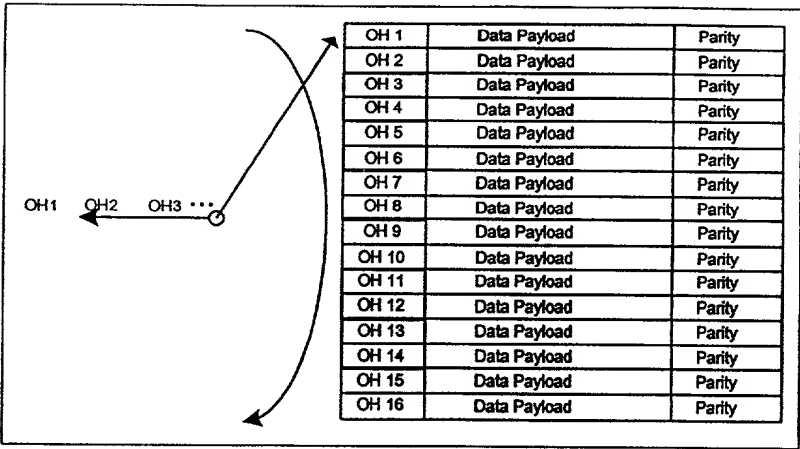 OH 1 Data Payload Parity
OH 2 Data Payload Parity
OH 3 Data Payload Parity
OH 4 Data Payload Parity
OH 5 Data Payload Parity
OH 6 Data Payload Parity
OH 7 Data Payload Parity
OH1 OH2 OH3 ...
OH 8 Data Payload Parity
OH 9 Data Payload Parity
OH 10 Data Payload Parity
OH 11 Data Payload Parity
OH 12 Data Payload Parity
OH 13 Data Payload Parity
OH 14 Data Payload Parity
OH 15 Data Payload Parity
OH 16 Data Payload Parity